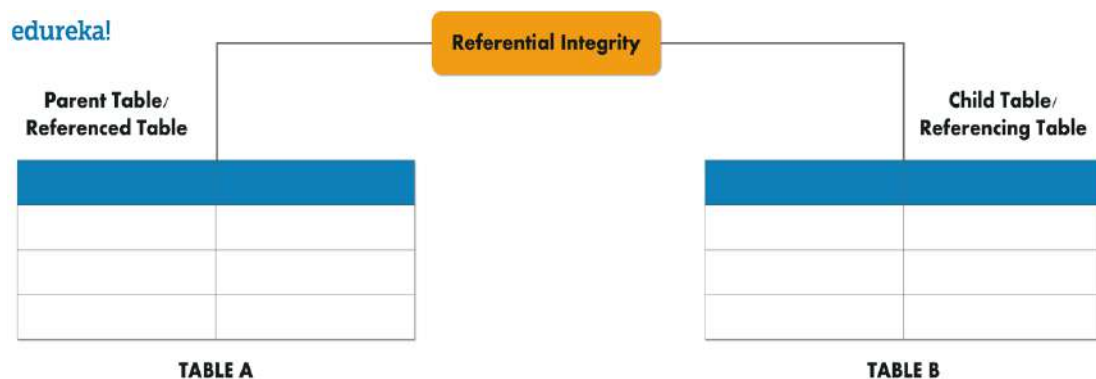 edureka!
Referential Integrity
Parent Table/
Referenced Table
Child Table/
Referencing Table
TABLE A
TABLE B